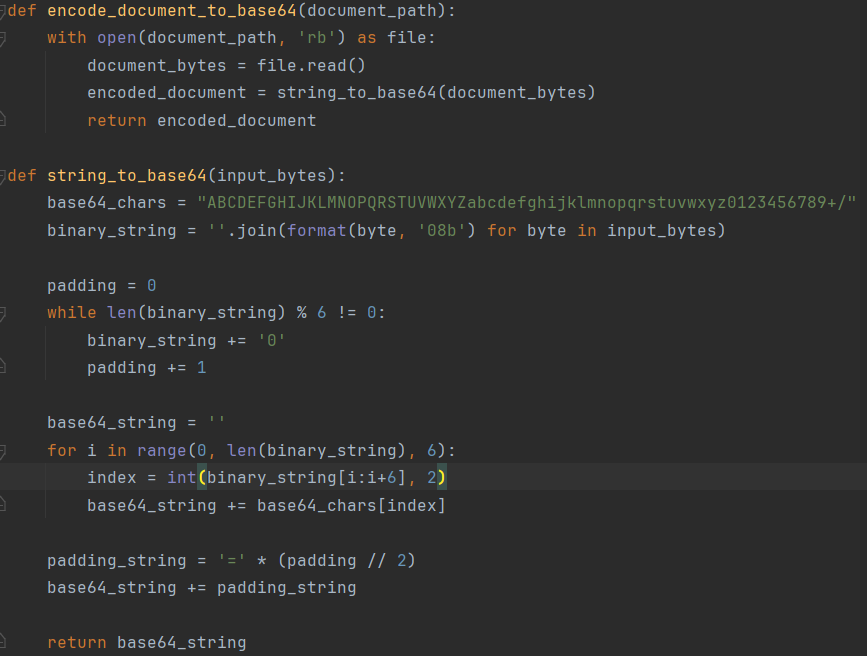 def encode_document_to_base64(document_path):
    with open(document_path, 'rb') as file:
        document_bytes = file.read()
        encoded_document = string_to_base64(document_bytes)
        return encoded_document

def string_to_base64(input_bytes):
    base64_chars = "ABCDEFGHIJKLMNOPQRSTUVWXYZabcdefghijklmnopqrstuvwxyz0123456789+/"
    binary_string = ''.join(format(byte, '08b') for byte in input_bytes)

    padding = 0
    while len(binary_string) % 6 != 0:
        binary_string += '0'
        padding += 1

    base64_string = ''
    for i in range(0, len(binary_string), 6):
        index = int(binary_string[i:i+6], 2)
        base64_string += base64_chars[index]

    padding_string = '=' * (padding // 2)
    base64_string += padding_string

    return base64_string